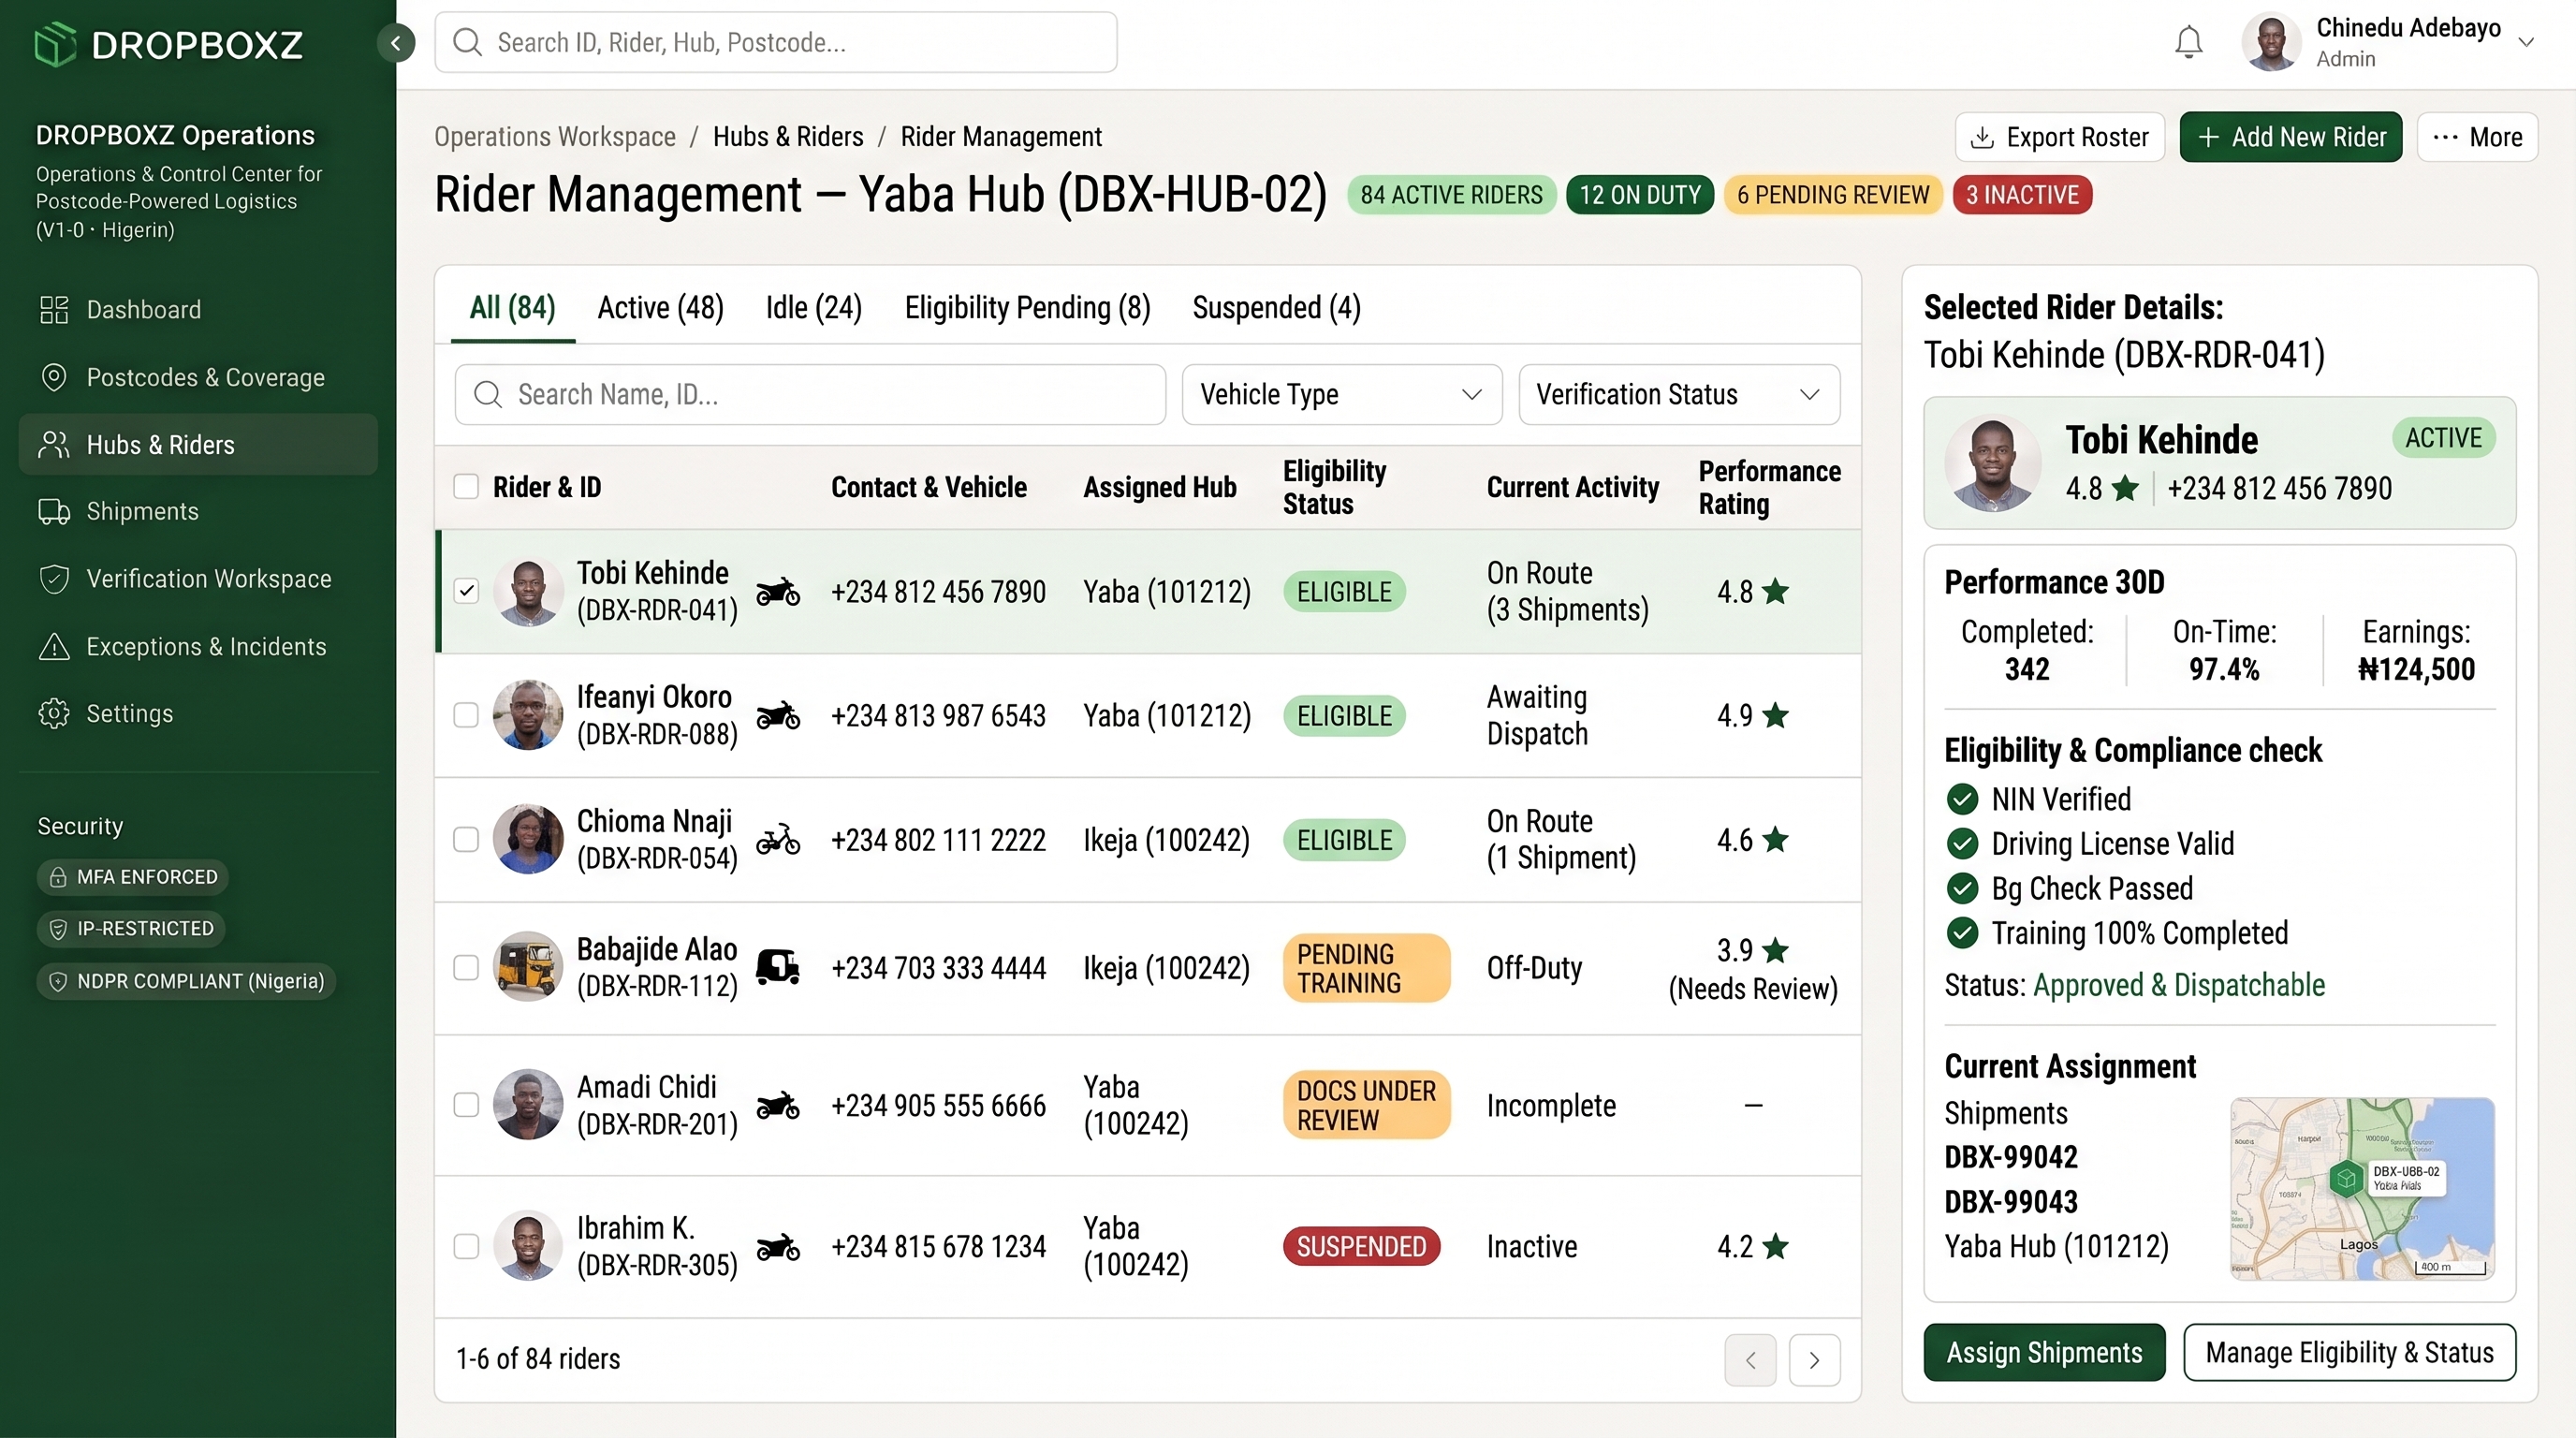 DROPBOXZ
DROPBOXZ Operations
Operations & Control Center for
Postcode-Powered Logistics
(V1-0 · Higerin)
Dashboard
Postcodes & Coverage
Hubs & Riders
Shipments
Verification Workspace
Exceptions & Incidents
Settings
Security
MFA ENFORCED
IP-RESTRICTED
NDPR COMPLIANT (Nigeria)
Search ID, Rider, Hub, Postcode...
Chinedu Adebayo
Admin
Operations Workspace / Hubs & Riders / Rider Management
Export Roster
+ Add New Rider
··· More
Rider Management — Yaba Hub (DBX-HUB-02)
84 ACTIVE RIDERS
12 ON DUTY
6 PENDING REVIEW
3 INACTIVE
All (84)
Active (48)
Idle (24)
Eligibility Pending (8)
Suspended (4)
Search Name, ID...
Vehicle Type
Verification Status
Rider & ID
Contact & Vehicle
Assigned Hub
Eligibility
Status
Current Activity
Performance
Rating
Tobi Kehinde
(DBX-RDR-041)
+234 812 456 7890
Yaba (101212)
ELIGIBLE
On Route
(3 Shipments)
4.8
Ifeanyi Okoro
(DBX-RDR-088)
+234 813 987 6543
Yaba (101212)
ELIGIBLE
Awaiting
Dispatch
4.9
Chioma Nnaji
(DBX-RDR-054)
+234 802 111 2222
Ikeja (100242)
ELIGIBLE
On Route
(1 Shipment)
4.6
Babajide Alao
(DBX-RDR-112)
+234 703 333 4444
Ikeja (100242)
PENDING
TRAINING
Off-Duty
3.9
(Needs Review)
Amadi Chidi
(DBX-RDR-201)
+234 905 555 6666
Yaba
(100242)
DOCS UNDER
REVIEW
Incomplete
—
Ibrahim K.
(DBX-RDR-305)
+234 815 678 1234
Yaba
(100242)
SUSPENDED
Inactive
4.2
1-6 of 84 riders
Selected Rider Details:
Tobi Kehinde (DBX-RDR-041)
Tobi Kehinde
ACTIVE
4.8
+234 812 456 7890
Performance 30D
Completed:
342
On-Time:
97.4%
Earnings:
₦124,500
Eligibility & Compliance check
NIN Verified
Driving License Valid
Bg Check Passed
Training 100% Completed
Status: Approved & Dispatchable
Current Assignment
Shipments
DBX-99042
DBX-99043
Yaba Hub (101212)
DBX-U8B-02
Lagos
400 m
Assign Shipments
Manage Eligibility & Status